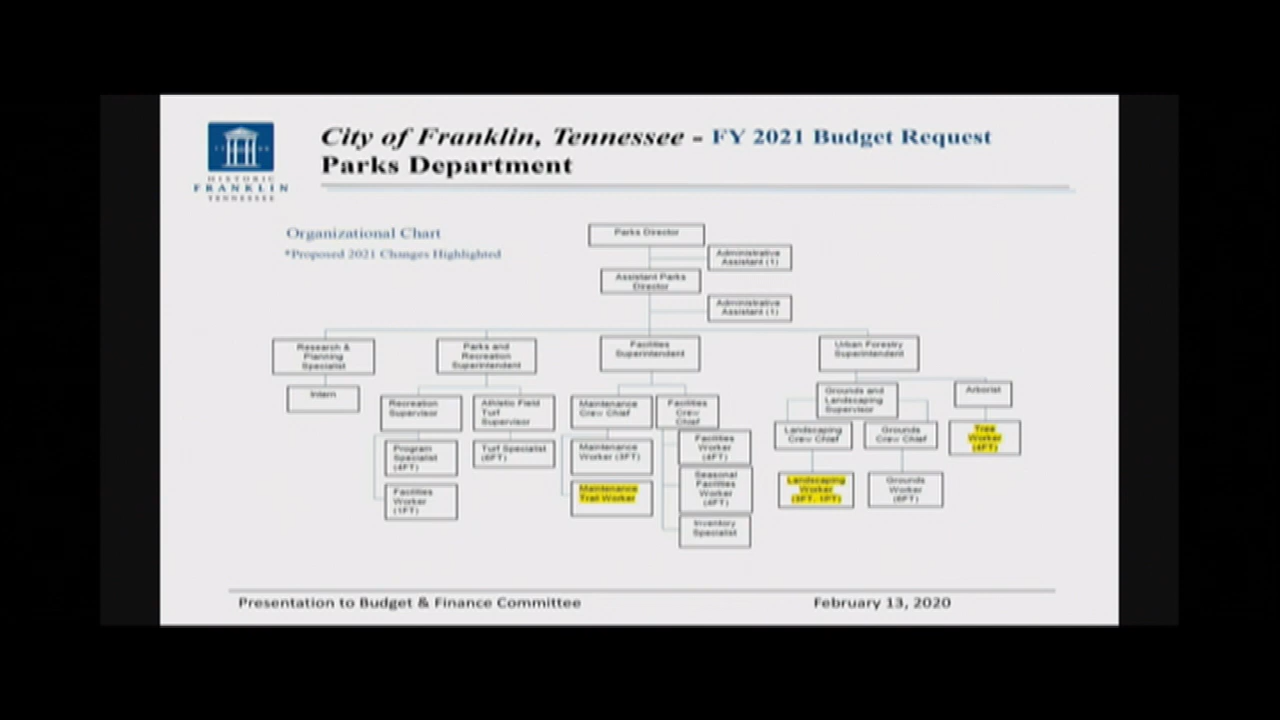 City of Franklin, Tennessee - FY 2021 Budget Request
Parks Department
HISTORIC
FRANKLIN
TENNESSEE
Organizational Chart
*Proposed 2021 Changes Highlighted
Parks Director
Administrative
Assistant (1)
Assistant Parks
Director
Administrative
Assistant (1)
Research &
Planning
Specialist
Intern
Parks and
Recreation
Superintendent
Recreation
Supervisor
Program
Specialist
(4FT)
Facilities
Worker
(1FT)
Athletic Field
Turf
Supervisor
Turf Specialist
(6FT)
Facilities
Superintendent
Maintenance
Crew Chief
Maintenance
Worker (3FT)
Maintenance
Trail Worker
Facilities
Crew
Chief
Facilities
Worker
(4FT)
Seasonal
Facilities
Worker
(4FT)
Inventory
Specialist
Urban Forestry
Superintendent
Grounds and
Landscaping
Supervisor
Landscaping
Crew Chief
Landscaping
Worker
(3FT, 1PT)
Grounds
Crew Chief
Grounds
Worker
(6FT)
Arborist
Tree
Worker
(4FT)
Presentation to Budget & Finance Committee
February 13, 2020